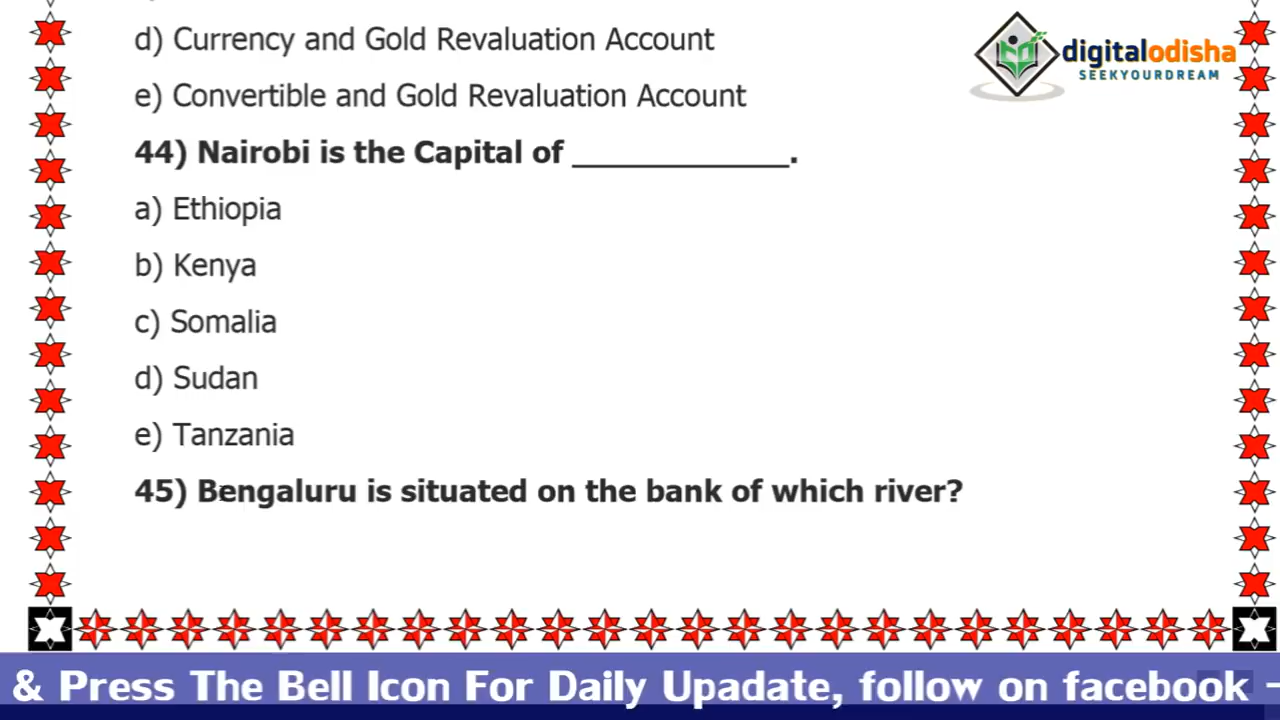 d) Currency and Gold Revaluation Account
digitalodisha
SEEKYOURDREAM
e) Convertible and Gold Revaluation Account
44) Nairobi is the Capital of _____________.
a) Ethiopia
b) Kenya
c) Somalia
d) Sudan
e) Tanzania
45) Bengaluru is situated on the bank of which river?
& Press The Bell Icon For Daily Upadate, follow on facebook -